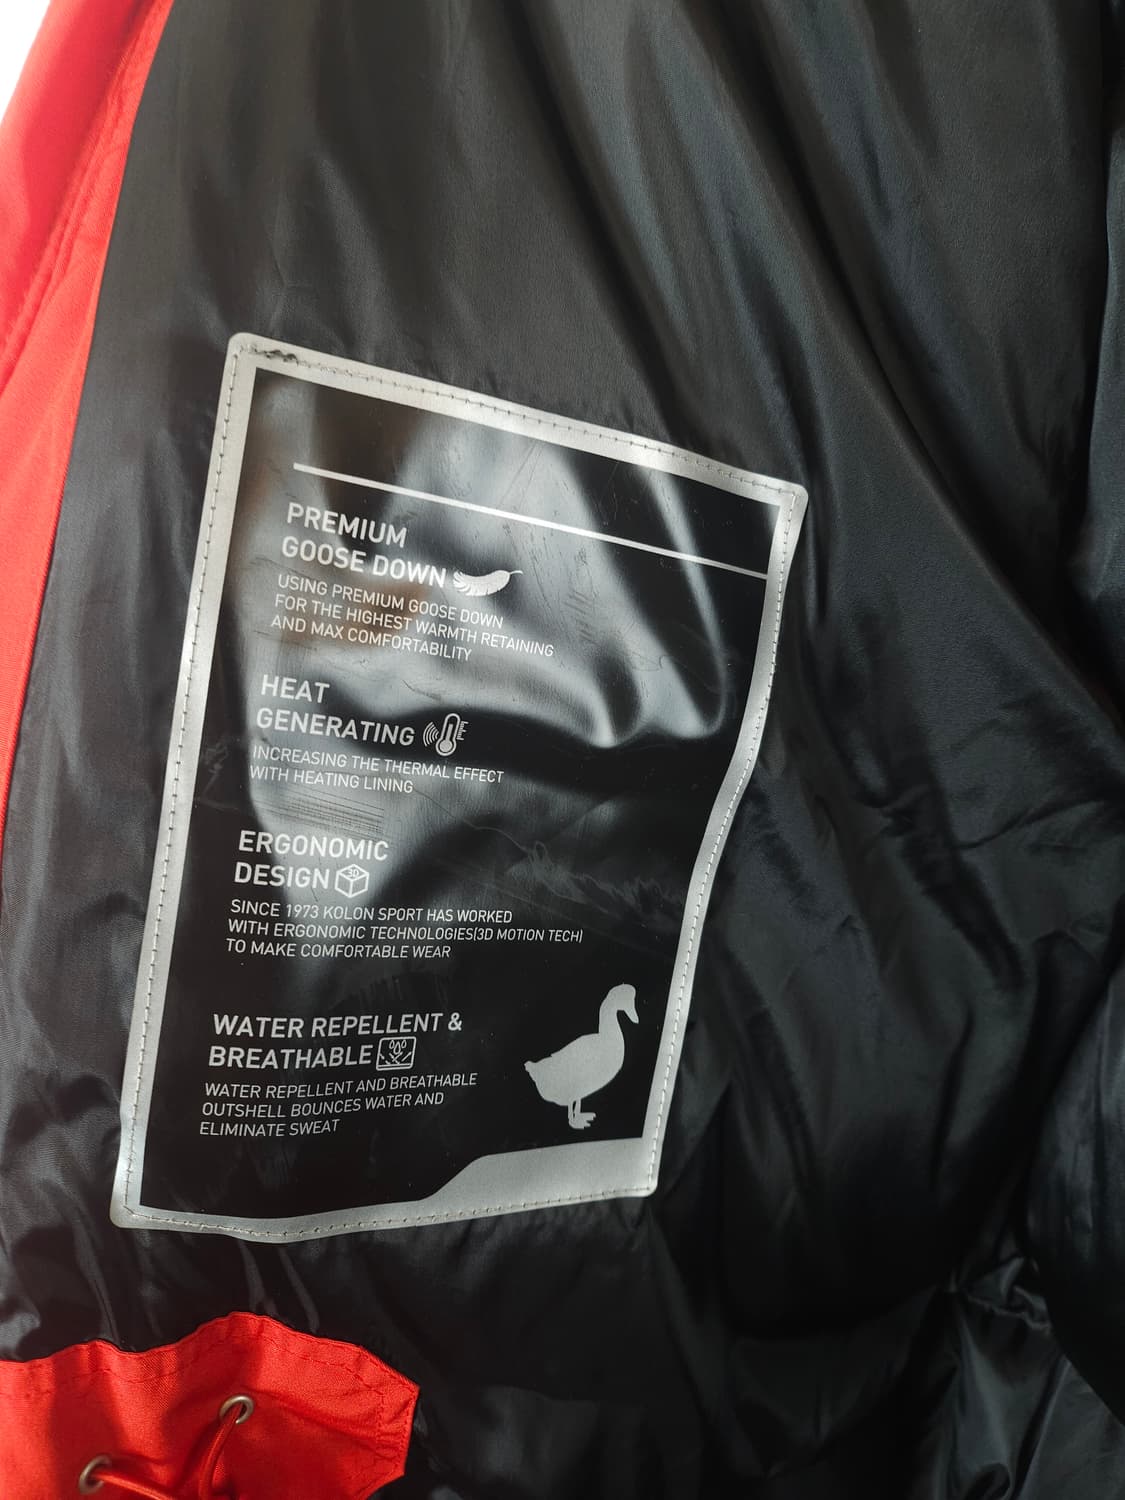 PREMIUM
GOOSE DOWN
USING PREMIUM GOOSE DOWN
FOR THE HIGHEST WARMTH RETAINING
AND MAX COMFORTABILITY
HEAT
GENERATING
INCREASING THE THERMAL EFFECT
WITH HEATING LINING
ERGONOMIC
DESIGN 3D
SINCE 1973 KOLON SPORT HAS WORKED
WITH ERGONOMIC TECHNOLOGIES(3D MOTION TECH)
TO MAKE COMFORTABLE WEAR
WATER REPELLENT &
BREATHABLE
WATER REPELLENT AND BREATHABLE
OUTSHELL BOUNCES WATER AND
ELIMINATE SWEAT